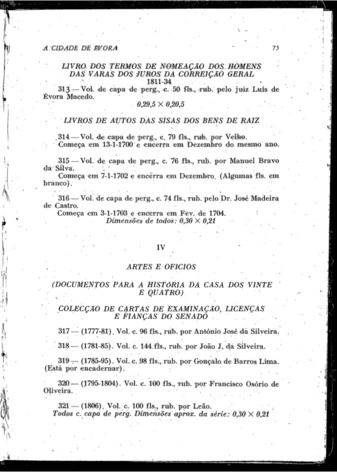 A CIDADE DE ÉVORA 75
LIVRO DOS TERMOS DE NOMEAÇÃO DOS HOMENS
DAS VARAS DOS JUROS DA CORREIÇÃO GERAL
1811-34
313 — Vol. de capa de perg., c. 50 fls., rub. pelo juiz Luís de
Évora Macedo.
0,29,5 × 0,20,5
LIVROS DE AUTOS DAS SISAS DOS BENS DE RAIZ
314 — Vol. de capa de perg., c. 79 fls., rub. por Velho.
Começa em 13-1-1700 e encerra em Dezembro do mesmo ano.
315 — Vol. de capa de perg., c. 76 fls., rub. por Manuel Bravo
da Silva.
Começa em 7-1-1702 e encerra em Dezembro. (Algumas fls. em
branco).
316 — Vol. de capa de perg., c. 74 fls., rub. pelo Dr. José Madeira
de Castro.
Começa em 3-1-1703 e encerra em Fev. de 1704.
Dimensões de todos: 0,30 × 0,21
IV
ARTES E OFICIOS
(DOCUMENTOS PARA A HISTÓRIA DA CASA DOS VINTE
E QUATRO)
COLECÇÃO DE CARTAS DE EXAMINAÇÃO, LICENÇAS
E FIANÇAS DO SENADO
317 — (1777-81). Vol. c. 96 fls., rub. por António José da Silveira.
318 — (1781-85). Vol. c. 144 fls., rub. por João J. da Silveira.
319 — (1785-95). Vol. c. 98 fls., rub. por Gonçalo de Barros Lima.
(Está por encadernar).
320 — (1795-1804). Vol. c. 100 fls., rub. por Francisco Osório de
Oliveira.
321 — (1806). Vol. c. 100 fls., rub. por Leão.
Todos c. capa de perg. Dimensões aprox. da série: 0,30 × 0,21